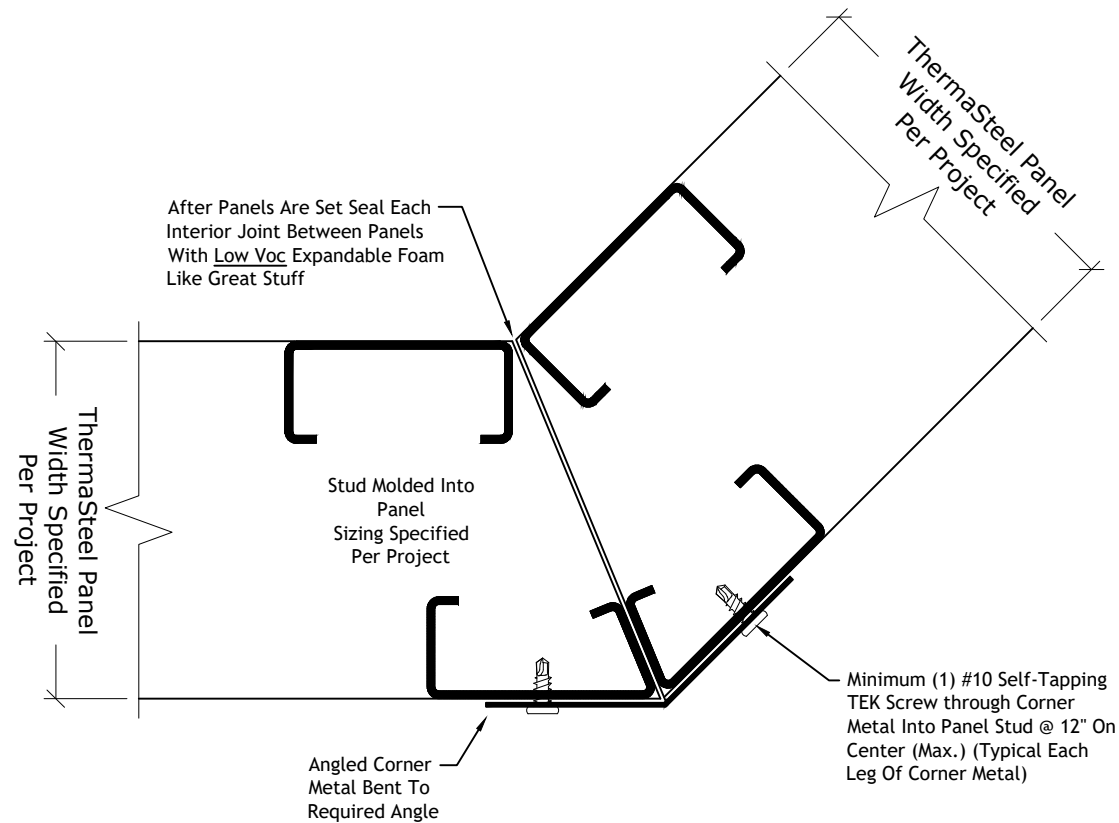 ThermaSteel Panel
Width Specified
Per Project
After Panels Are Set Seal Each
Interior Joint Between Panels
With Low Voc Expandable Foam
Like Great Stuff
ThermaSteel Panel
Width Specified
Per Project
Stud Molded Into
Panel
Sizing Specified
Per Project
Minimum (1) #10 Self-Tapping
TEK Screw through Corner
Metal Into Panel Stud @ 12" On
Center (Max.) (Typical Each
Leg Of Corner Metal)
Angled Corner
Metal Bent To
Required Angle